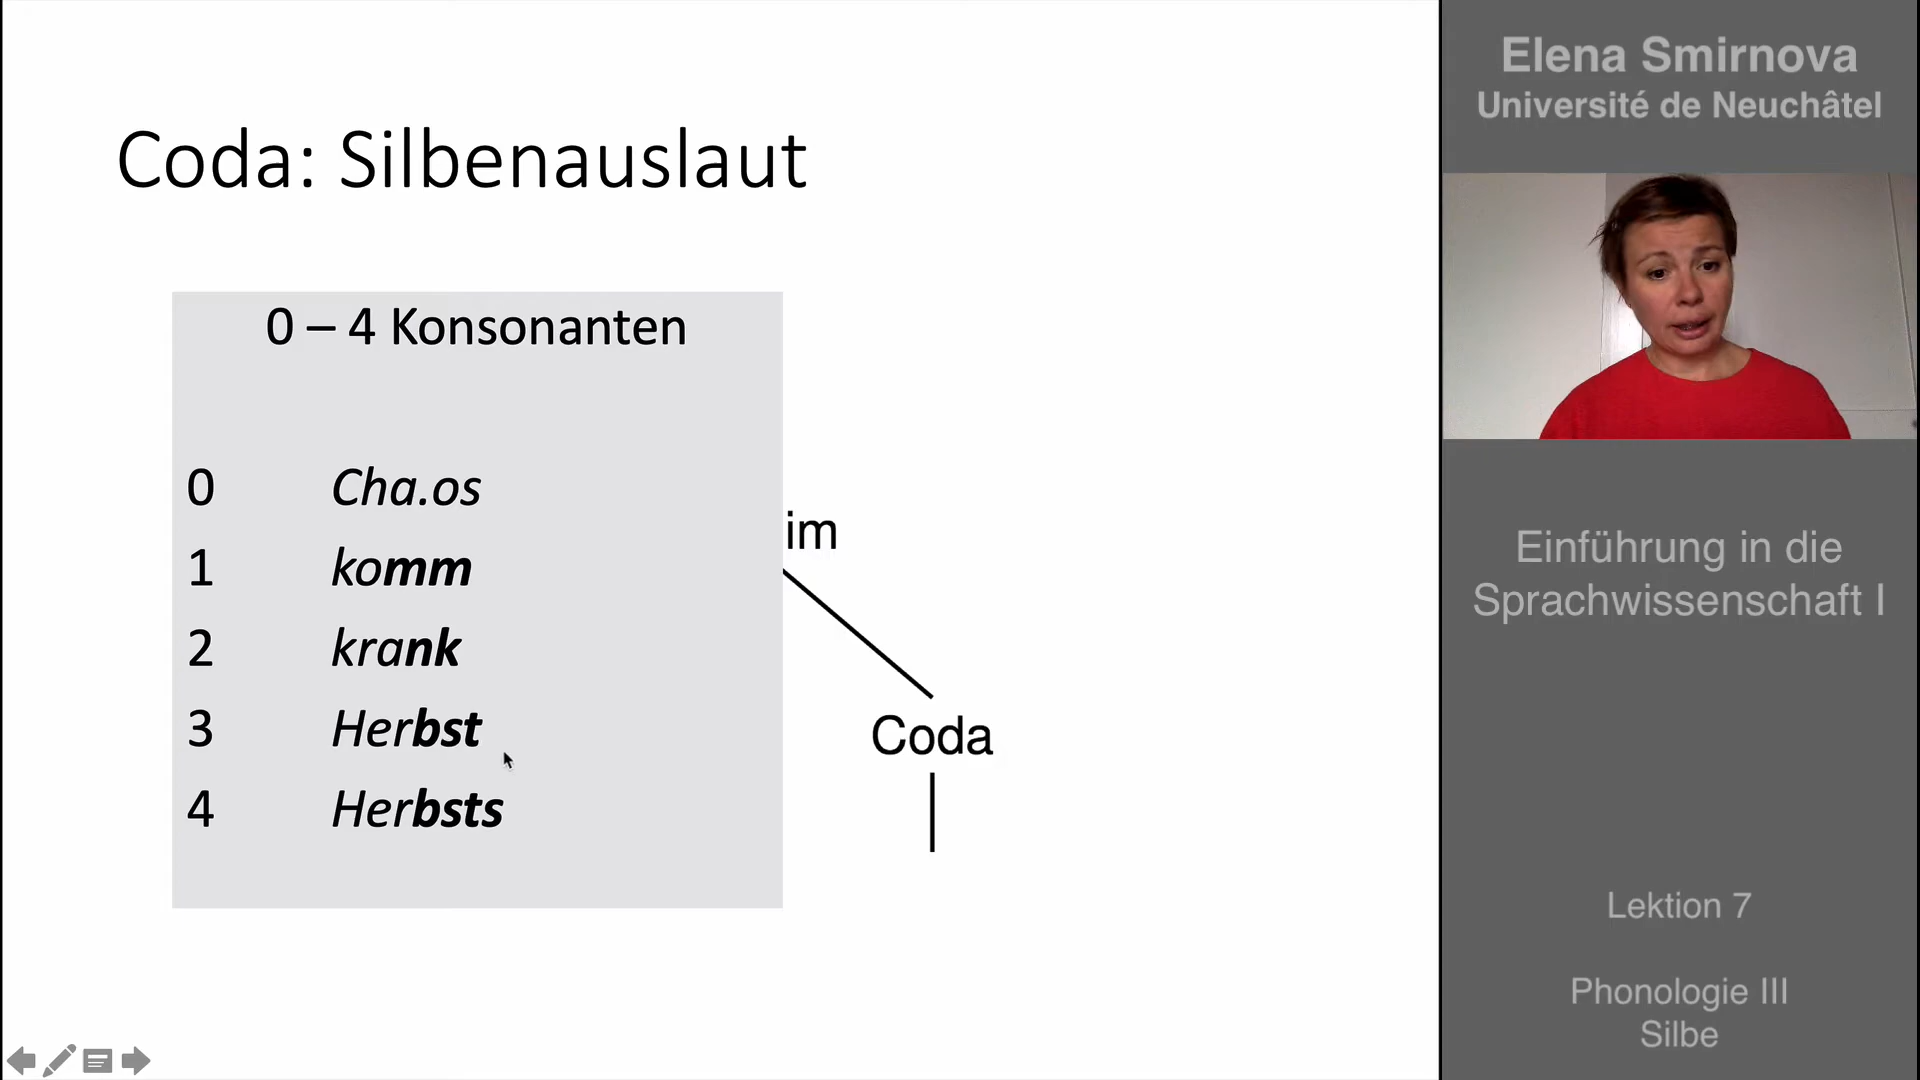 Coda: Silbenauslaut
0 – 4 Konsonanten
0 Cha.os
1 komm
2 krank
3 Herbst
4 Herbsts
im
Coda
Elena Smirnova
Université de Neuchâtel
Einführung in die
Sprachwissenschaft I
Lektion 7
Phonologie III
Silbe